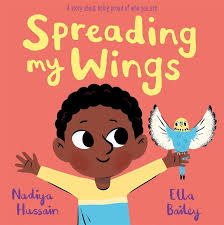 A story about being proud of who you are
Spreading
my Wings
Nadiya
Hussain
Ella
Bailey